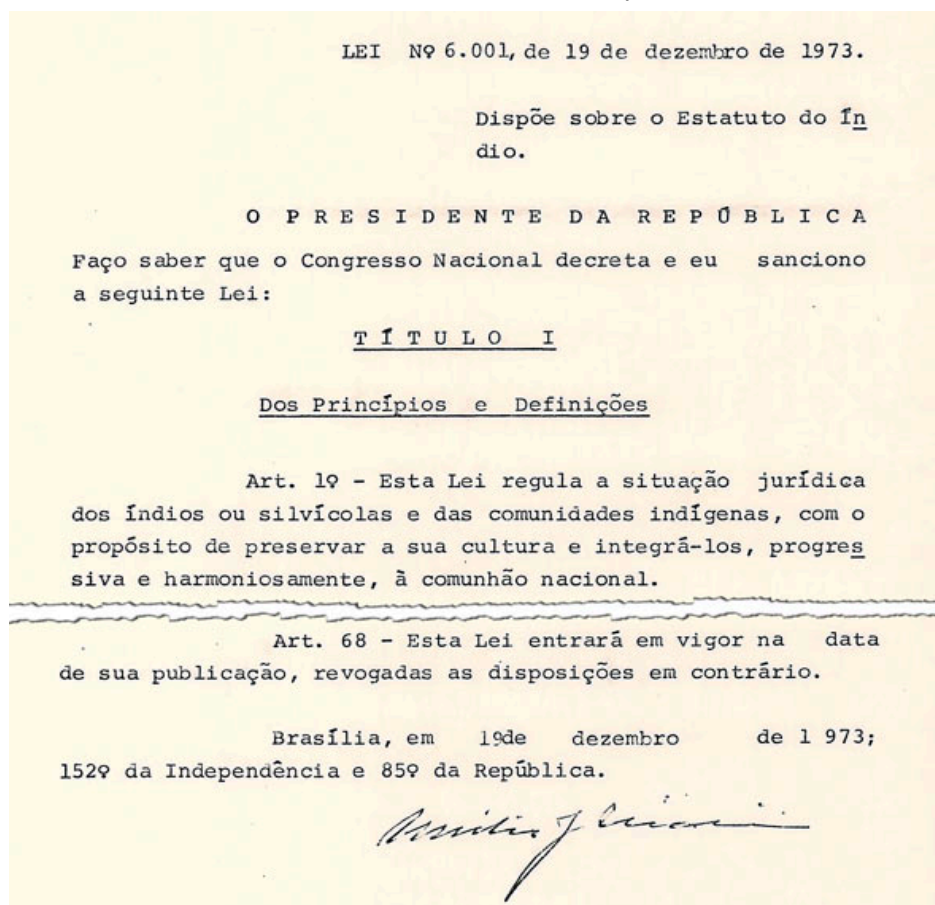 LEI Nº 6.001, de 19 de dezembro de 1973.
Dispõe sobre o Estatuto do Ín
dio.
O PRESIDENTE DA REPÚBLICA
Faço saber que o Congresso Nacional decreta e eu sanciono
a seguinte Lei:
TÍTULO I
Dos Princípios e Definições
Art. 1º - Esta Lei regula a situação jurídica
dos índios ou silvícolas e das comunidades indígenas, com o
propósito de preservar a sua cultura e integrá-los, progres
siva e harmoniosamente, à comunhão nacional.
Art. 68 - Esta Lei entrará em vigor na data
de sua publicação, revogadas as disposições em contrário.
Brasília, em 19de dezembro de 1 973;
152º da Independência e 85º da República.